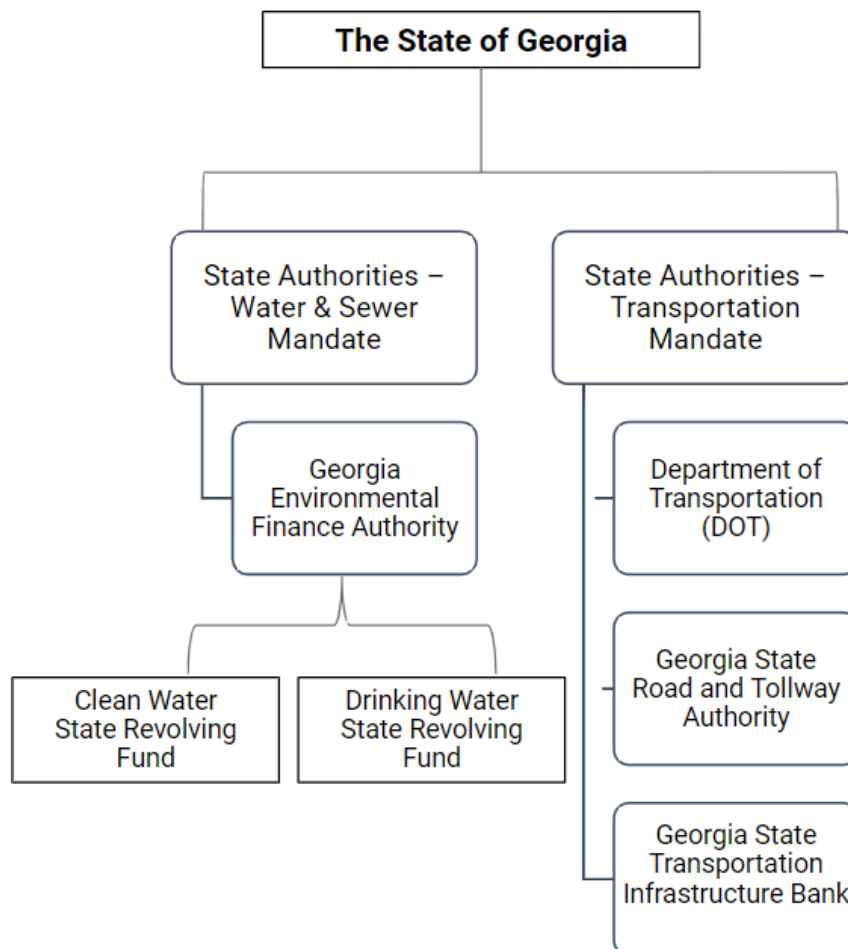 The State of Georgia
State Authorities –
Water & Sewer
Mandate
State Authorities –
Transportation
Mandate
Georgia
Environmental
Finance Authority
Department of
Transportation
(DOT)
Clean Water
State Revolving
Fund
Drinking Water
State Revolving
Fund
Georgia State
Road and Tollway
Authority
Georgia State
Transportation
Infrastructure Bank